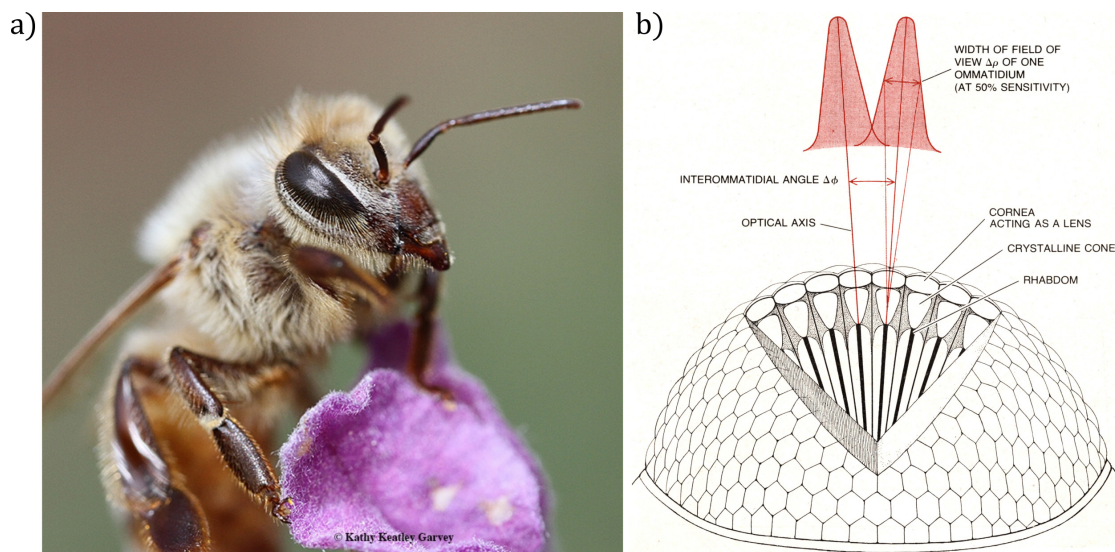 a)
© Kathy Keatley Garvey
b)
WIDTH OF FIELD OF
VIEW Δρ OF ONE
OMMATIDIUM
(AT 50% SENSITIVITY)
INTEROMMATIDIAL ANGLE Δϕ
OPTICAL AXIS
CORNEA
ACTING AS A LENS
CRYSTALLINE CONE
RHABDOM